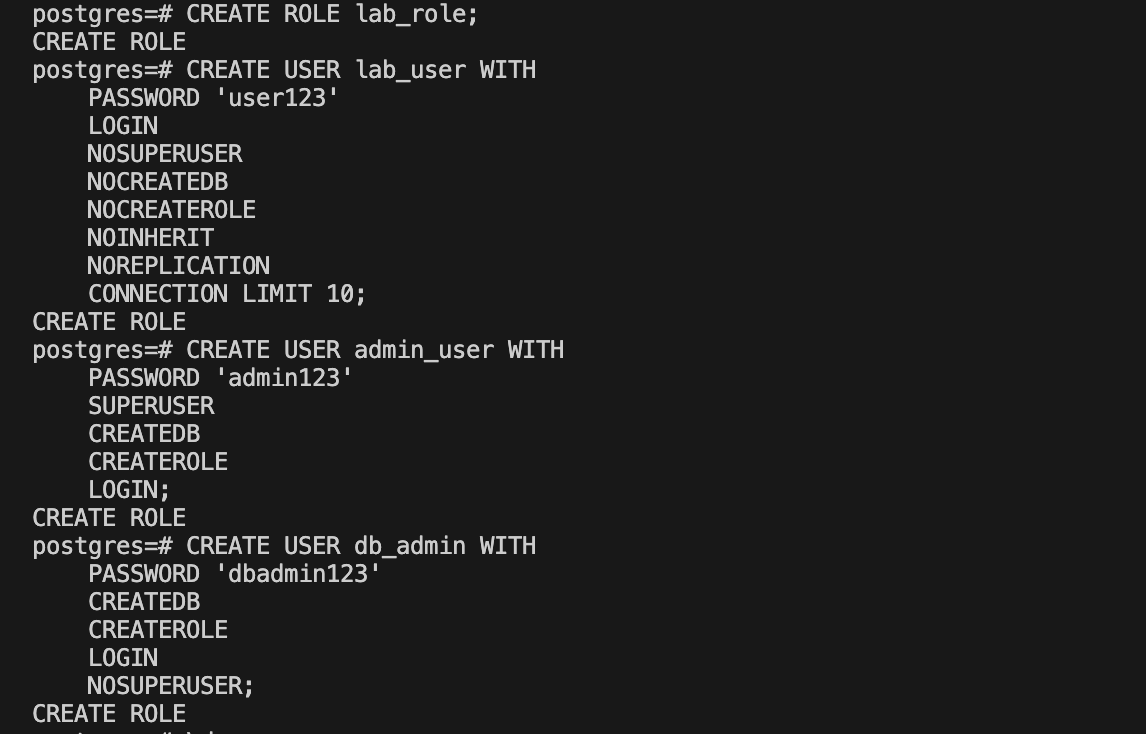 postgres=# CREATE ROLE lab_role;
CREATE ROLE
postgres=# CREATE USER lab_user WITH
    PASSWORD 'user123'
    LOGIN
    NOSUPERUSER
    NOCREATEDB
    NOCREATEROLE
    NOINHERIT
    NOREPLICATION
    CONNECTION LIMIT 10;
CREATE ROLE
postgres=# CREATE USER admin_user WITH
    PASSWORD 'admin123'
    SUPERUSER
    CREATEDB
    CREATEROLE
    LOGIN;
CREATE ROLE
postgres=# CREATE USER db_admin WITH
    PASSWORD 'dbadmin123'
    CREATEDB
    CREATEROLE
    LOGIN
    NOSUPERUSER;
CREATE ROLE